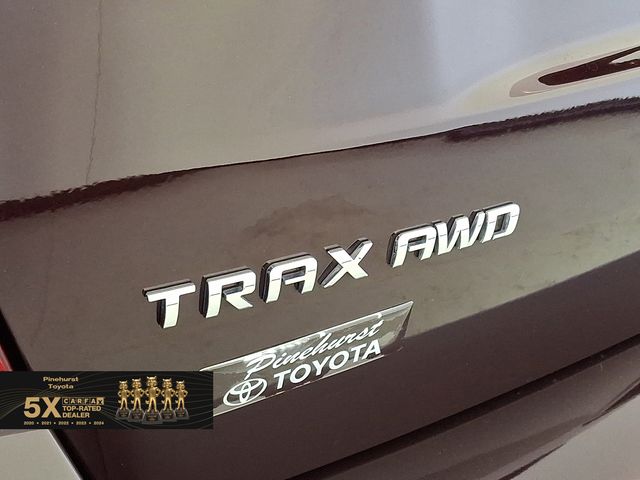 TRAX AWD
Pinehurst
TOYOTA
Pinehurst
Toyota
5X CARFAX
TOP-RATED
DEALER
2020 • 2021 • 2022 • 2023 • 2024